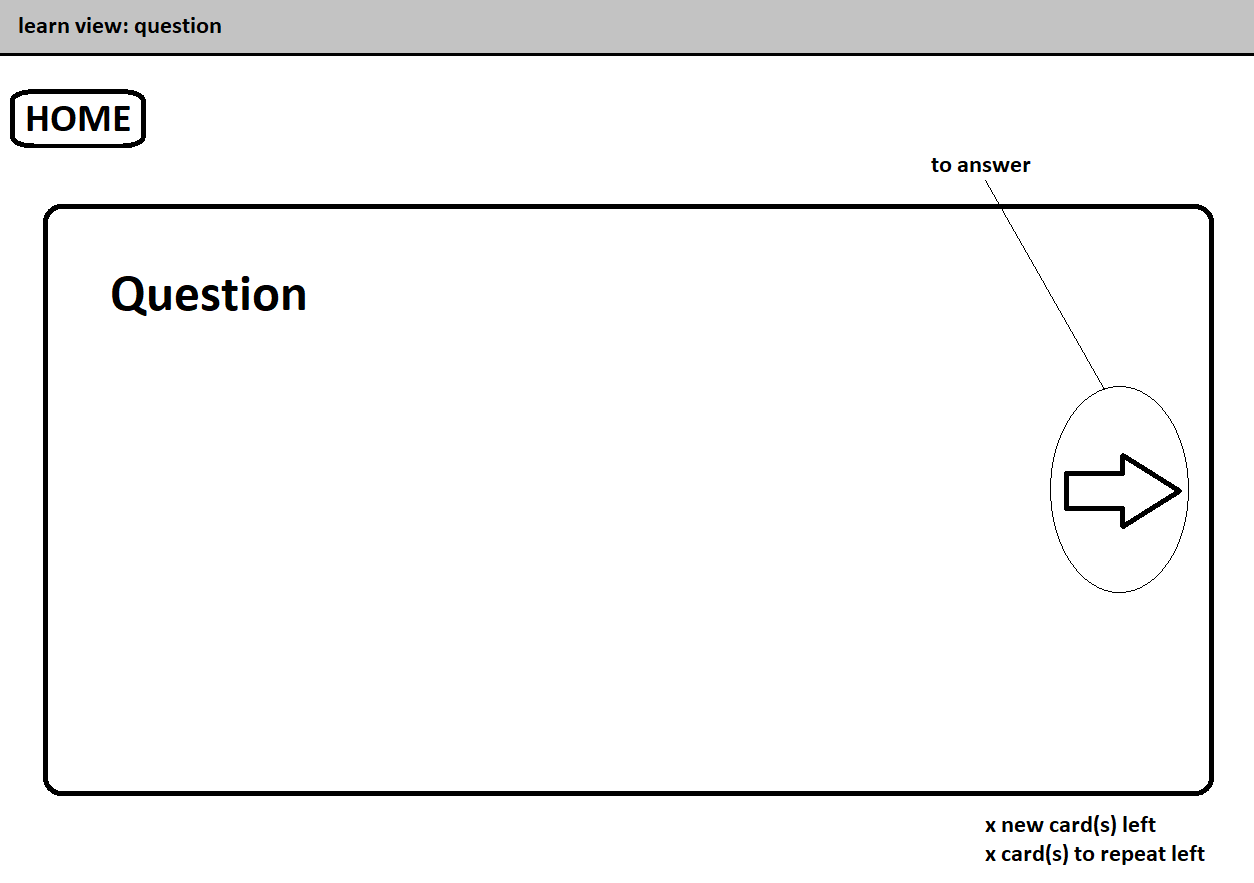 learn view: question
HOME
to answer
Question
x new card(s) left
x card(s) to repeat left